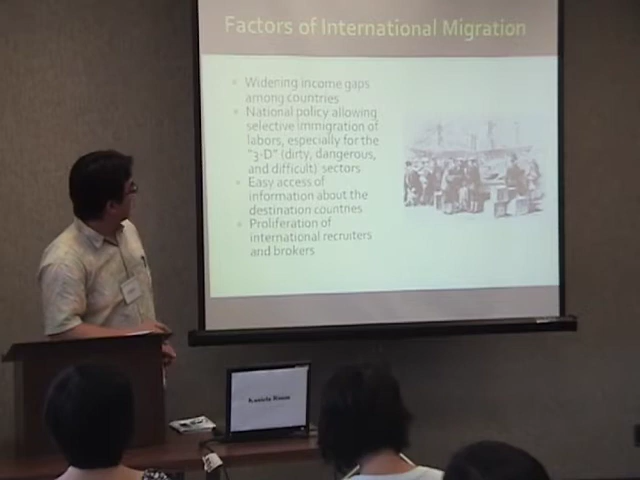 Factors of International Migration
Widening income gaps
among countries
National policy allowing
selective immigration of
labors, especially for the
"3-D" (dirty, dangerous,
and difficult) sectors
Easy access of
information about the
destination countries
Proliferation of
international recruiters
and brokers